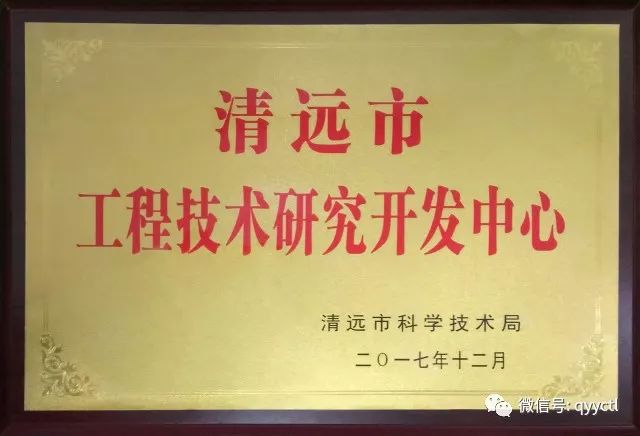 清远市
工程技术研究开发中心
清远市科学技术局
二〇一七年十二月
微信号: qyyctl